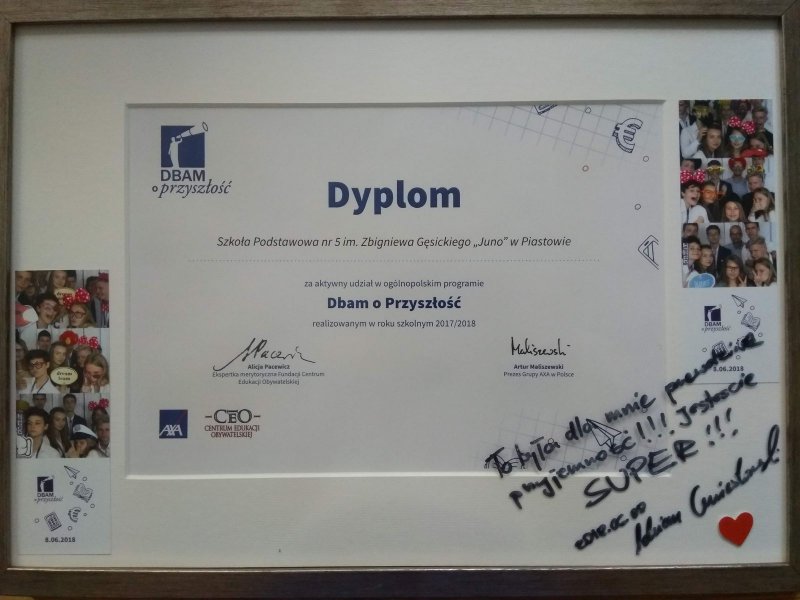 DBAM
o przyszłość
Dyplom
Szkoła Podstawowa nr 5 im. Zbigniewa Gęsickiego „Juno” w Piastowie
za aktywny udział w ogólnopolskim programie
Dbam o Przyszłość
realizowanym w roku szkolnym 2017/2018
Alicja Pacewicz
Ekspertka merytoryczna Fundacji Centrum
Edukacji Obywatelskiej
Maliszewski
Artur Maliszewski
Prezes Grupy AXA w Polsce
AXA
CEO
CENTRUM EDUKACJI
OBYWATELSKIEJ
DBAM
o przyszłość
8.06.2018
DBAM
o przyszłość
8.06.2018
To była dla mnie prawdziwa
przyjemność!!! Jesteście
SUPER!!!